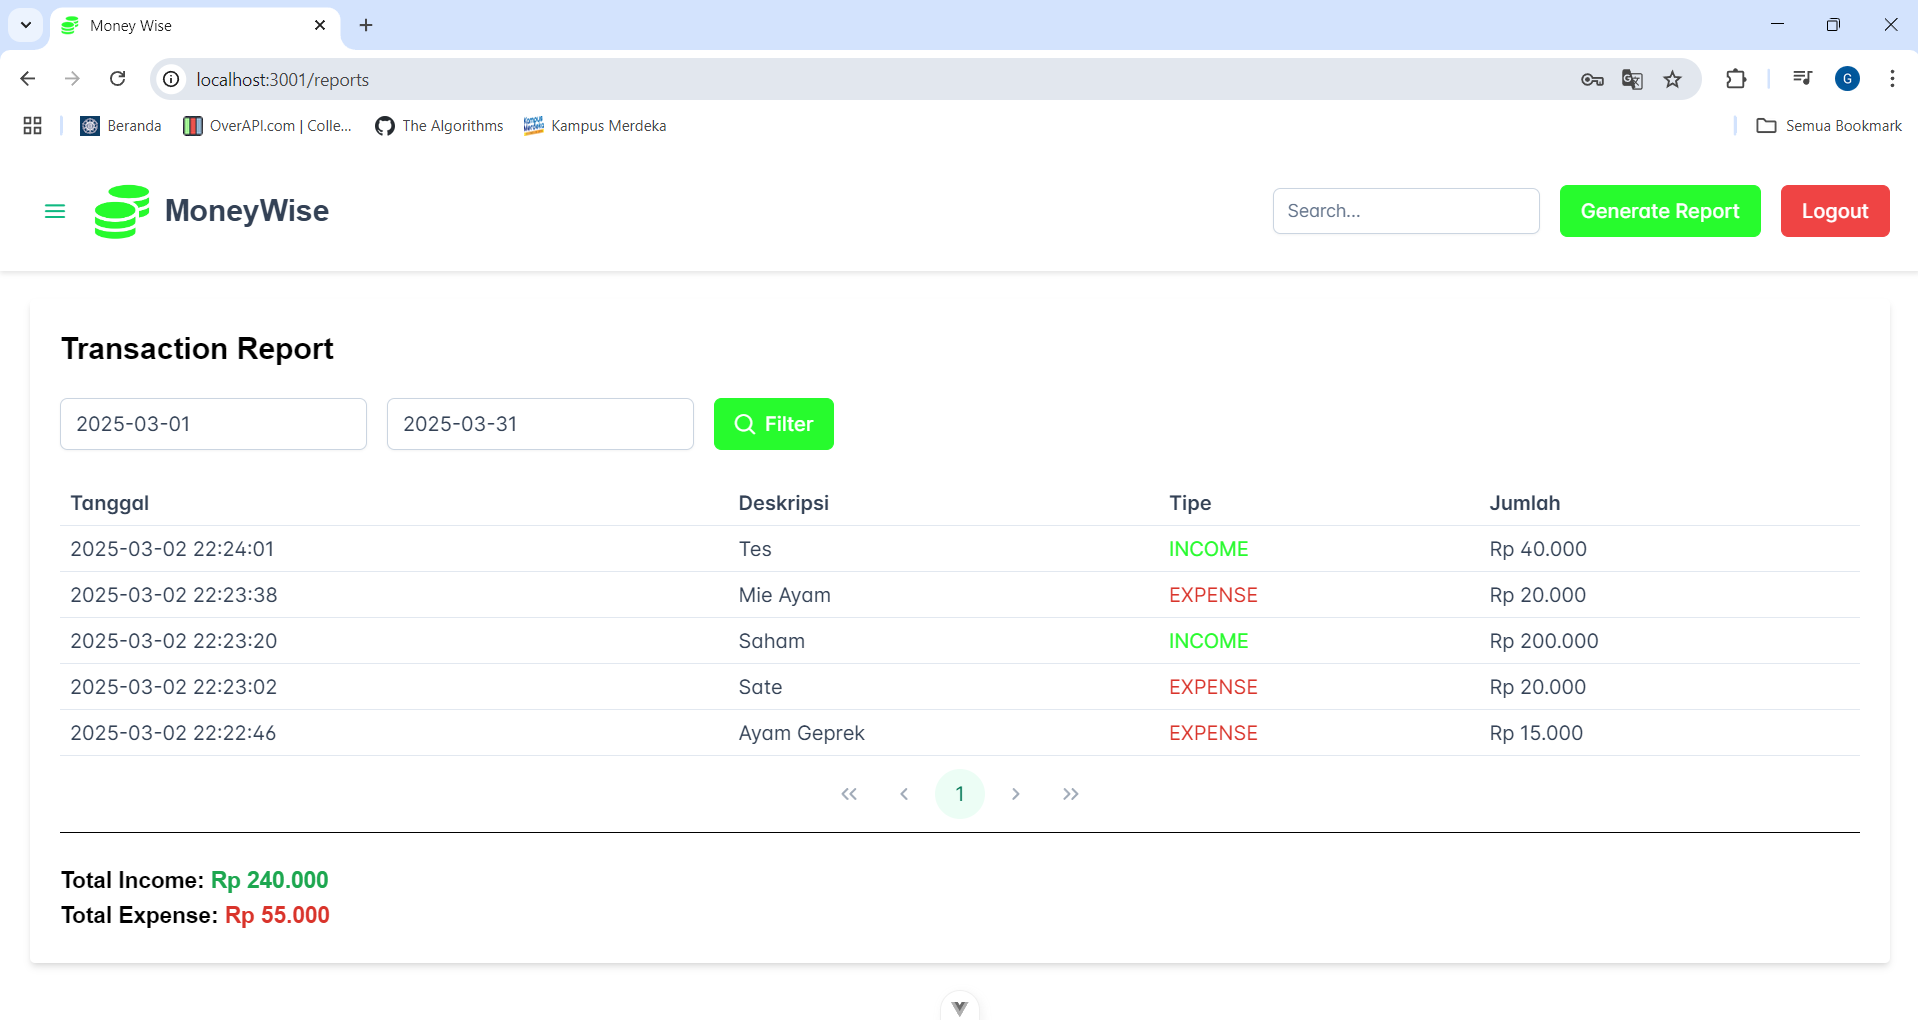 Money Wise
localhost:3001/reports
G
Beranda
OverAPI.com | Colle...
The Algorithms
Kampus Merdeka
Kampus Merdeka
Semua Bookmark
MoneyWise
Search...
Generate Report
Logout
Transaction Report
2025-03-01
2025-03-31
Filter
Tanggal Deskripsi Tipe Jumlah
2025-03-02 22:24:01 Tes INCOME Rp 40.000
2025-03-02 22:23:38 Mie Ayam EXPENSE Rp 20.000
2025-03-02 22:23:20 Saham INCOME Rp 200.000
2025-03-02 22:23:02 Sate EXPENSE Rp 20.000
2025-03-02 22:22:46 Ayam Geprek EXPENSE Rp 15.000
1
Total Income: Rp 240.000
Total Expense: Rp 55.000